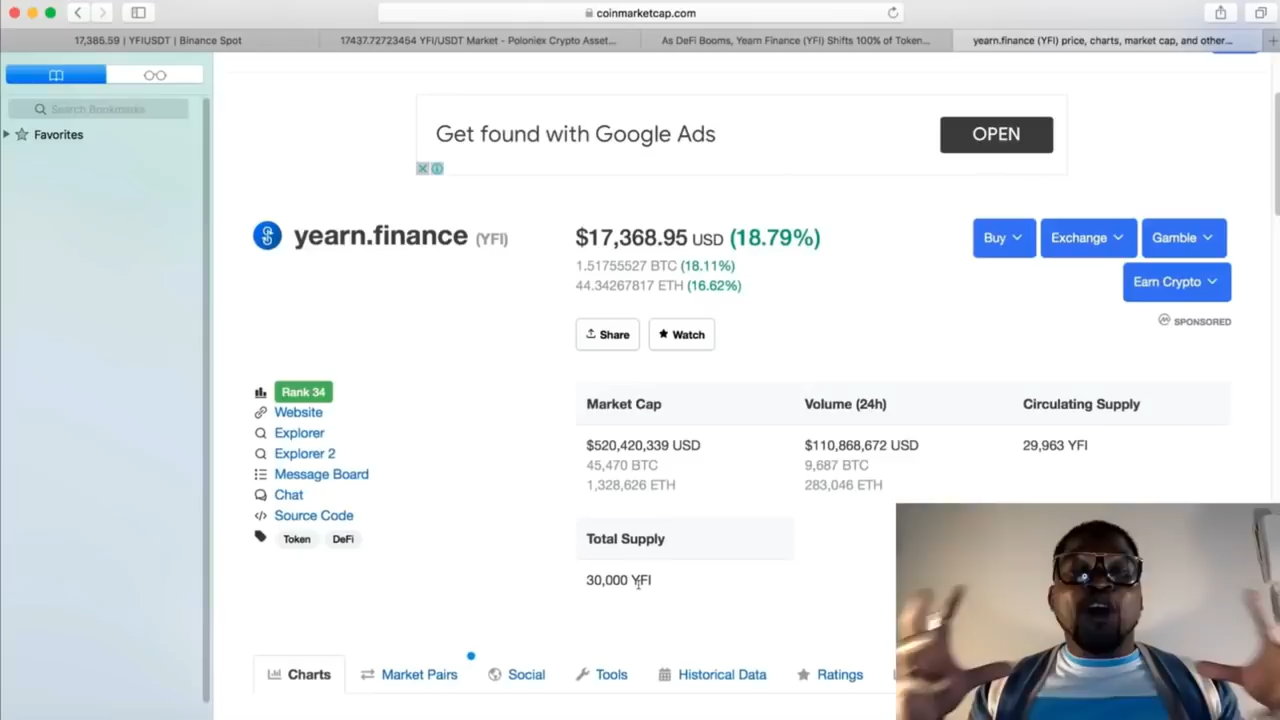 coinmarketcap.com
17,385.59 | YFIUSDT | Binance Spot
17437.72723454 YFI/USDT Market - Poloniex Crypto Asset...
As DeFi Booms, Yearn Finance (YFI) Shifts 100% of Token...
yearn.finance (YFI) price, charts, market cap, and other...
Search Bookmarks
Favorites
Get found with Google Ads
OPEN
yearn.finance (YFI)
$17,368.95 USD (18.79%)
1.51755527 BTC (18.11%)
44.34267817 ETH (16.62%)
Buy
Exchange
Gamble
Earn Crypto
SPONSORED
Share
Watch
Rank 34
Website
Explorer
Explorer 2
Message Board
Chat
Source Code
Token DeFi
Market Cap
Volume (24h)
Circulating Supply
$520,420,339 USD
45,470 BTC
1,328,626 ETH
$110,868,672 USD
9,687 BTC
283,046 ETH
29,963 YFI
Total Supply
30,000 YFI
Charts
Market Pairs
Social
Tools
Historical Data
Ratings